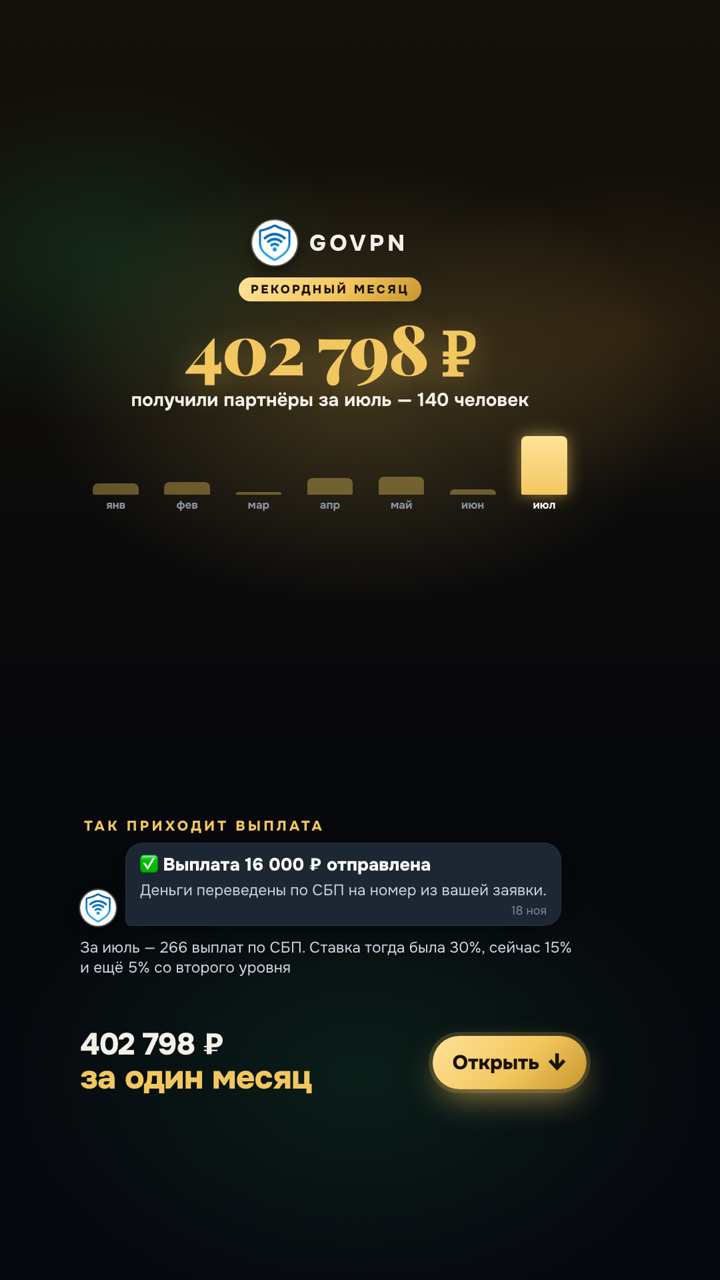 GOVPN
РЕКОРДНЫЙ МЕСЯЦ
402 798 ₽
получили партнёры за июль — 140 человек
янв фев мар апр май июн июл
ТАК ПРИХОДИТ ВЫПЛАТА
✅ Выплата 16 000 ₽ отправлена
Деньги переведены по СБП на номер из вашей заявки.
18 ноя
За июль — 266 выплат по СБП. Ставка тогда была 30%, сейчас 15%
и ещё 5% со второго уровня
402 798 ₽
за один месяц
Открыть ↓